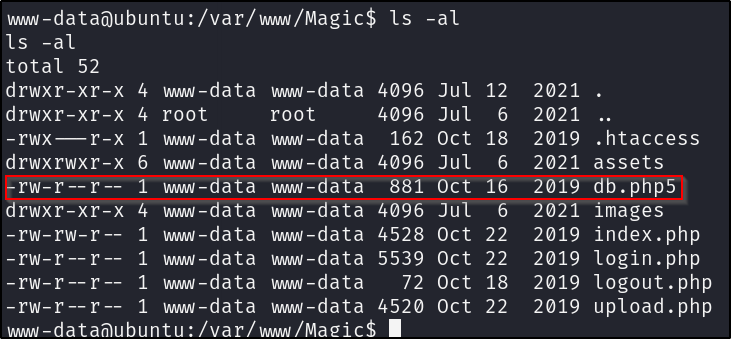 www-data@ubuntu:/var/www/Magic$ ls -al
ls -al
total 52
drwxr-xr-x 4 www-data www-data 4096 Jul 12  2021 .
drwxr-xr-x 4 root     root     4096 Jul  6  2021 ..
-rwx---r-x 1 www-data www-data  162 Oct 18  2019 .htaccess
drwxrwxr-x 6 www-data www-data 4096 Jul  6  2021 assets
-rw-r--r-- 1 www-data www-data  881 Oct 16  2019 db.php5
drwxr-xr-x 4 www-data www-data 4096 Jul  6  2021 images
-rw-rw-r-- 1 www-data www-data 4528 Oct 22  2019 index.php
-rw-r--r-- 1 www-data www-data 5539 Oct 22  2019 login.php
-rw-r--r-- 1 www-data www-data   72 Oct 18  2019 logout.php
-rw-r--r-- 1 www-data www-data 4520 Oct 22  2019 upload.php
www-data@ubuntu:/var/www/Magic$